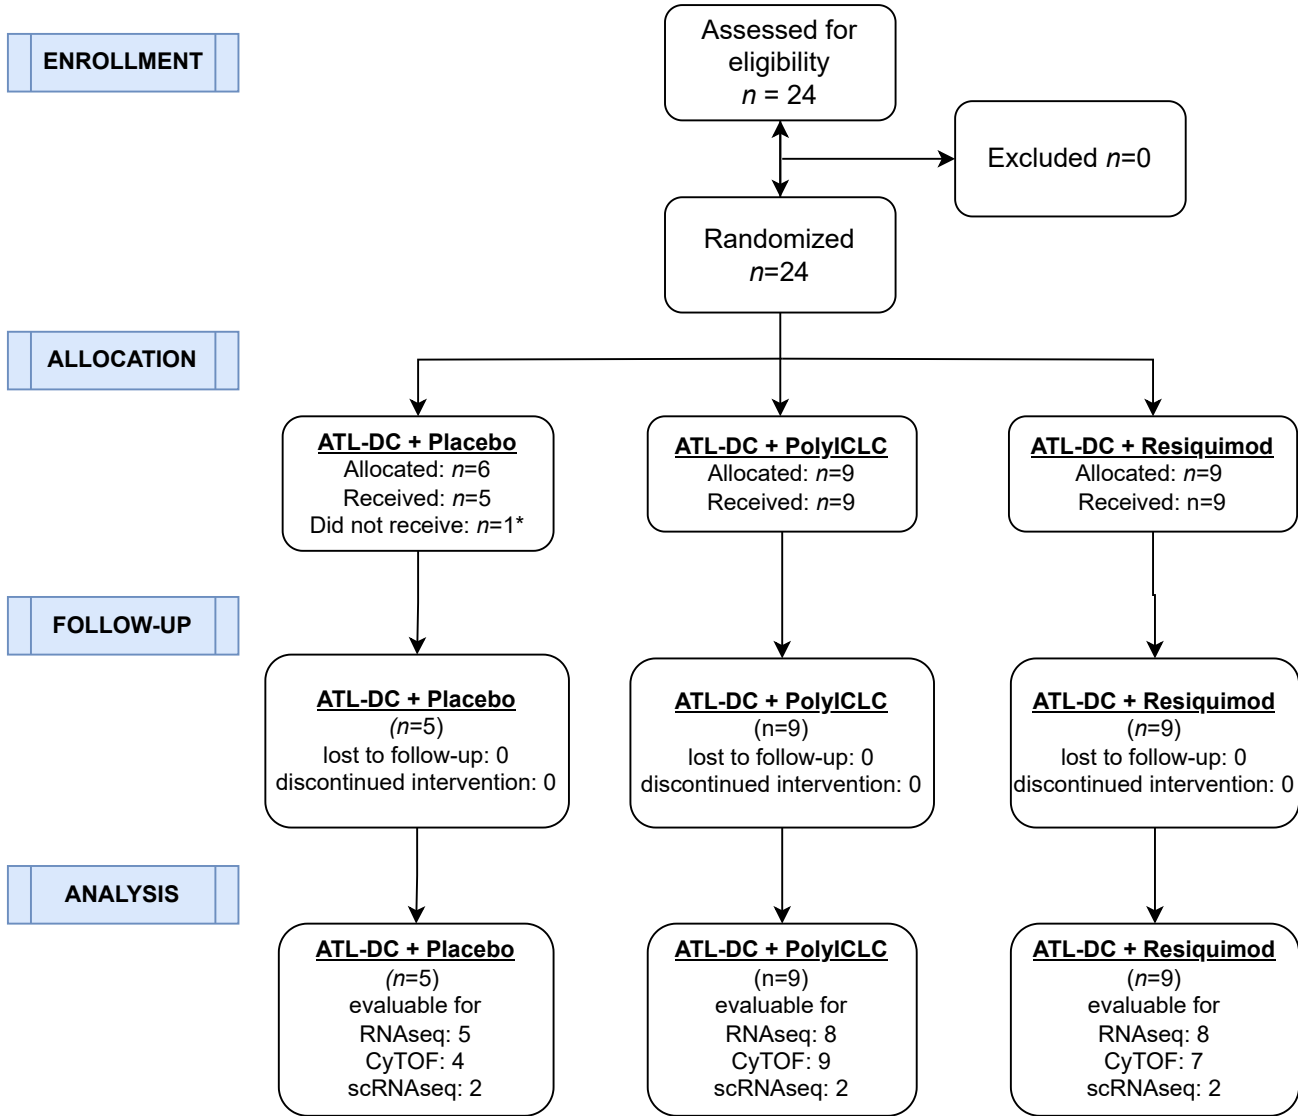 ENROLLMENT
Assessed for
eligibility
n = 24
Excluded n=0
Randomized
n=24
ALLOCATION
ATL-DC + Placebo
Allocated: n=6
Received: n=5
Did not receive: n=1*
ATL-DC + PolyICLC
Allocated: n=9
Received: n=9
ATL-DC + Resiquimod
Allocated: n=9
Received: n=9
FOLLOW-UP
ATL-DC + Placebo
(n=5)
lost to follow-up: 0
discontinued intervention: 0
ATL-DC + PolyICLC
(n=9)
lost to follow-up: 0
discontinued intervention: 0
ATL-DC + Resiquimod
(n=9)
lost to follow-up: 0
discontinued intervention: 0
ANALYSIS
ATL-DC + Placebo
(n=5)
evaluable for
RNAseq: 5
CyTOF: 4
scRNAseq: 2
ATL-DC + PolyICLC
(n=9)
evaluable for
RNAseq: 8
CyTOF: 9
scRNAseq: 2
ATL-DC + Resiquimod
(n=9)
evaluable for
RNAseq: 8
CyTOF: 7
scRNAseq: 2